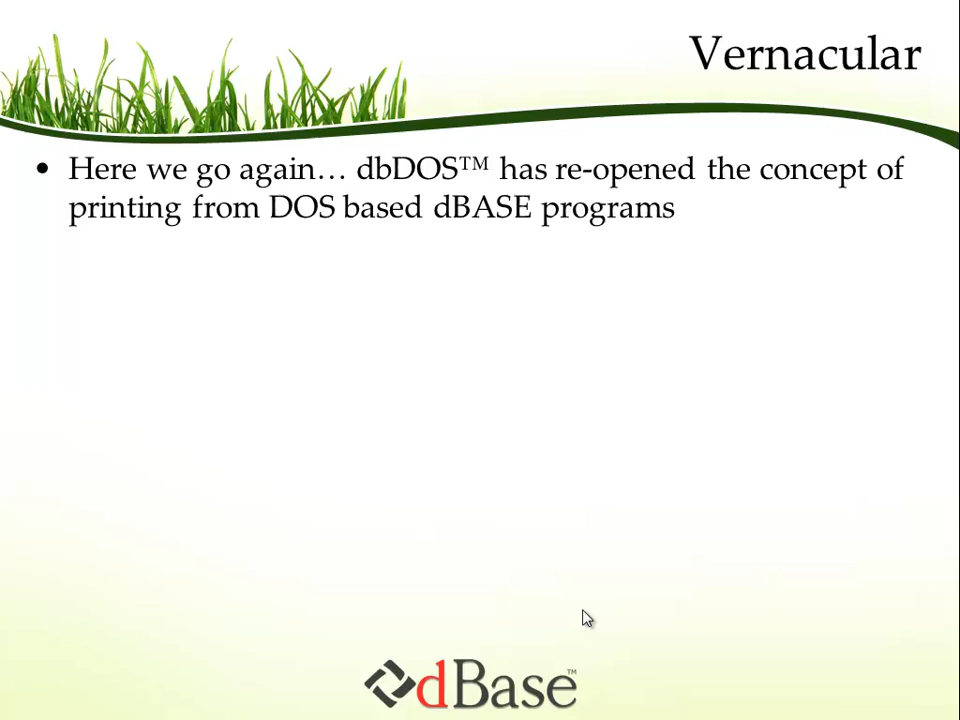 Vernacular
• Here we go again… dbDOS™ has re-opened the concept of
printing from DOS based dBASE programs
dBase™